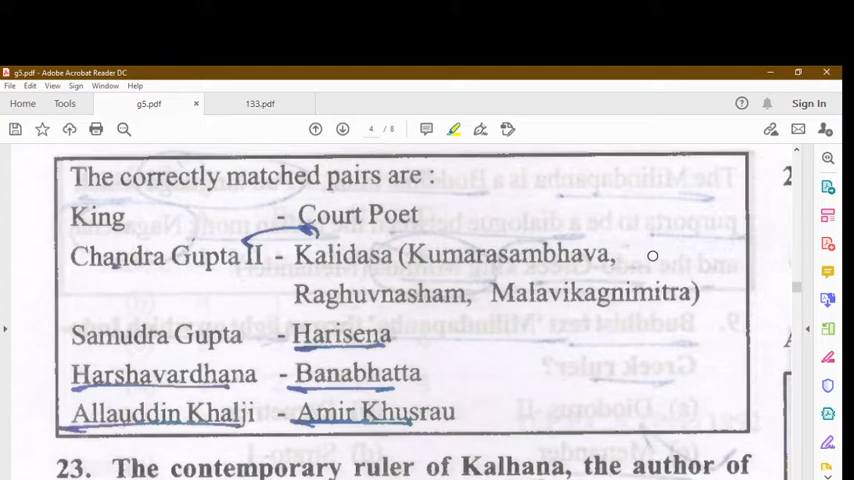 g5.pdf - Adobe Acrobat Reader DC
File Edit View Sign Window Help
Home Tools g5.pdf × 133.pdf Sign In
4 / 8
The correctly matched pairs are :
King - Court Poet
Chandra Gupta II - Kalidasa (Kumarasambhava,
Raghuvnasham, Malavikagnimitra)
Samudra Gupta - Harisena
Harshavardhana - Banabhatta
Allauddin Khalji - Amir Khusrau
23. The contemporary ruler of Kalhana, the author of
2